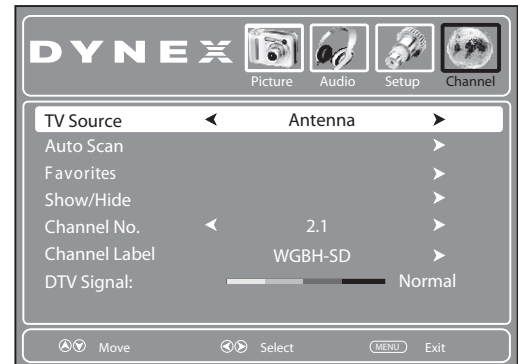 DYNEX
Picture Audio Setup Channel
TV Source Antenna
Auto Scan
Favorites
Show/Hide
Channel No. 2.1
Channel Label WGBH-SD
DTV Signal: Normal
Move Select MENU Exit